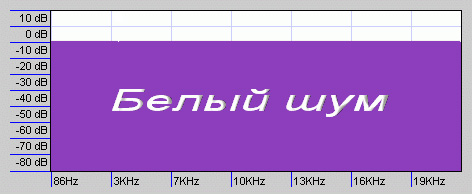 10 dB
0 dB
-10 dB
-20 dB
-30 dB
-40 dB
-50 dB
-60 dB
-70 dB
-80 dB
Белый шум
86Hz 3KHz 7KHz 10KHz 13KHz 16KHz 19KHz